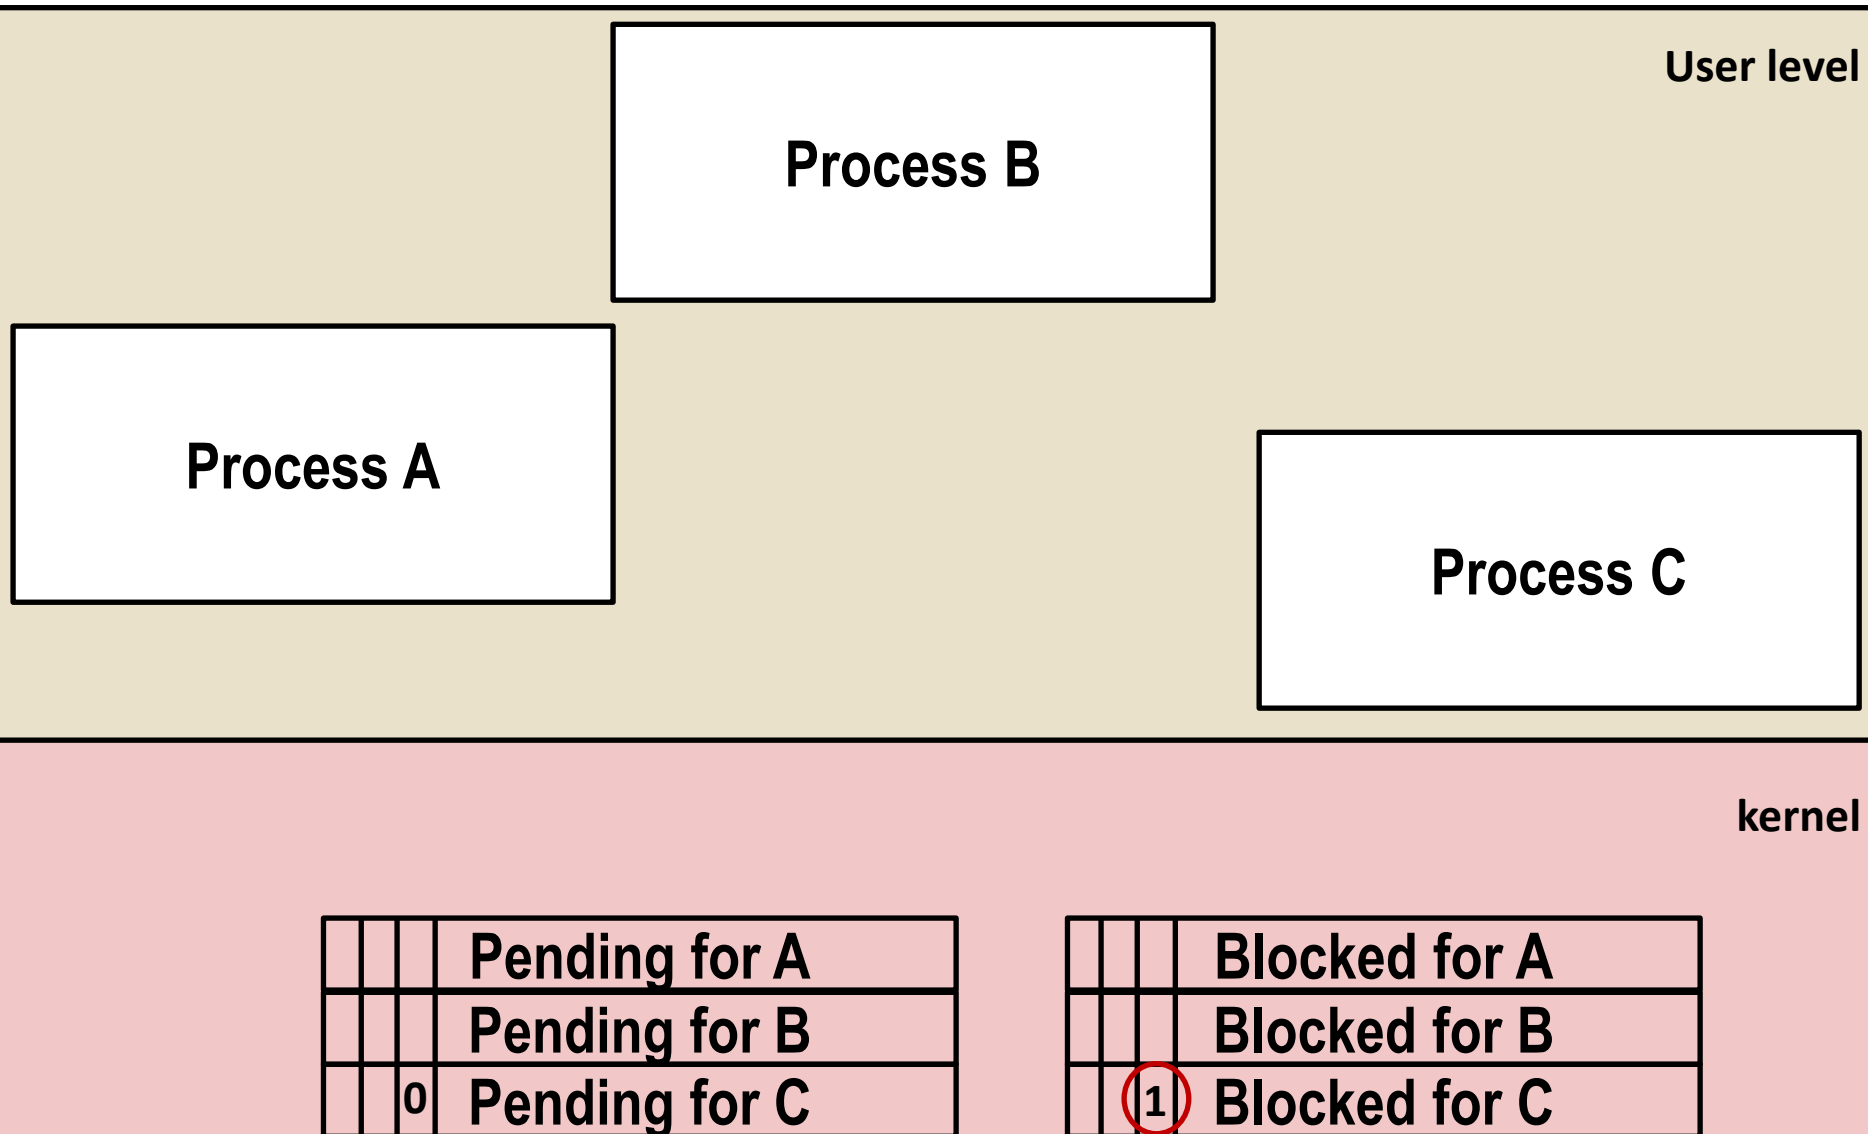 User level
Process B
Process A
Process C
kernel
Pending for A
Blocked for A
Pending for B
Blocked for B
0 Pending for C
1 Blocked for C